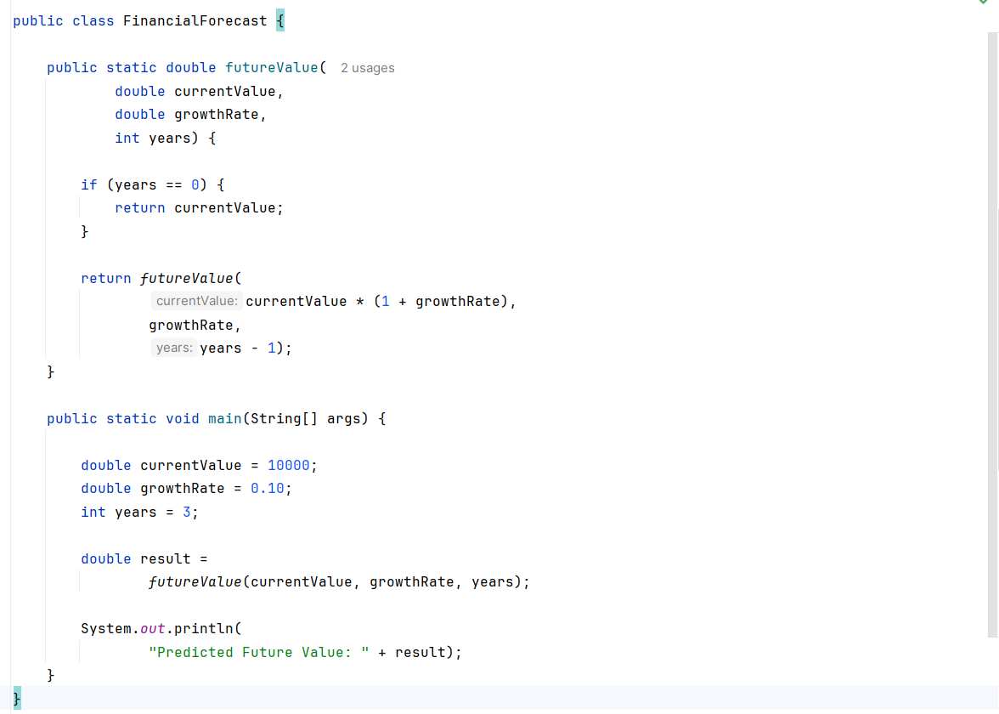 public class FinancialForecast {
public static double futureValue( 2 usages
double currentValue,
double growthRate,
int years) {
if (years == 0) {
return currentValue;
}
return futureValue(
currentValue: currentValue * (1 + growthRate),
growthRate,
years: years - 1);
}
public static void main(String[] args) {
double currentValue = 10000;
double growthRate = 0.10;
int years = 3;
double result =
futureValue(currentValue, growthRate, years);
System.out.println(
"Predicted Future Value: " + result);
}
}